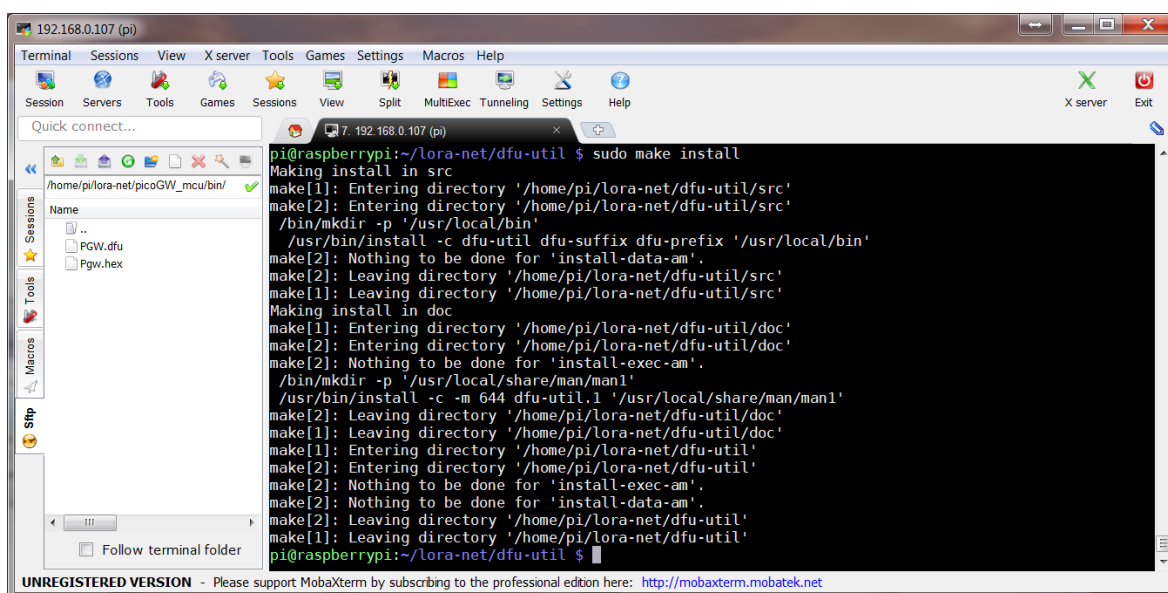 192.168.0.107 (pi)
Terminal Sessions View X server Tools Games Settings Macros Help
Session Servers Tools Games Sessions View Split MultiExec Tunneling Settings Help X server Exit
Quick connect...
7. 192.168.0.107 (pi)
/home/pi/lora-net/picoGW_mcu/bin/
Name
..
PGW.dfu
Pgw.hex
Sessions
Tools
Macros
Sftp
Follow terminal folder
pi@raspberrypi:~/lora-net/dfu-util $ sudo make install
Making install in src
make[1]: Entering directory '/home/pi/lora-net/dfu-util/src'
make[2]: Entering directory '/home/pi/lora-net/dfu-util/src'
/bin/mkdir -p '/usr/local/bin'
/usr/bin/install -c dfu-util dfu-suffix dfu-prefix '/usr/local/bin'
make[2]: Nothing to be done for 'install-data-am'.
make[2]: Leaving directory '/home/pi/lora-net/dfu-util/src'
make[1]: Leaving directory '/home/pi/lora-net/dfu-util/src'
Making install in doc
make[1]: Entering directory '/home/pi/lora-net/dfu-util/doc'
make[2]: Entering directory '/home/pi/lora-net/dfu-util/doc'
make[2]: Nothing to be done for 'install-exec-am'.
/bin/mkdir -p '/usr/local/share/man/man1'
/usr/bin/install -c -m 644 dfu-util.1 '/usr/local/share/man/man1'
make[2]: Leaving directory '/home/pi/lora-net/dfu-util/doc'
make[1]: Leaving directory '/home/pi/lora-net/dfu-util/doc'
make[1]: Entering directory '/home/pi/lora-net/dfu-util'
make[2]: Entering directory '/home/pi/lora-net/dfu-util'
make[2]: Nothing to be done for 'install-exec-am'.
make[2]: Nothing to be done for 'install-data-am'.
make[2]: Leaving directory '/home/pi/lora-net/dfu-util'
make[1]: Leaving directory '/home/pi/lora-net/dfu-util'
pi@raspberrypi:~/lora-net/dfu-util $
UNREGISTERED VERSION - Please support MobaXterm by subscribing to the professional edition here: http://mobaxterm.mobatek.net